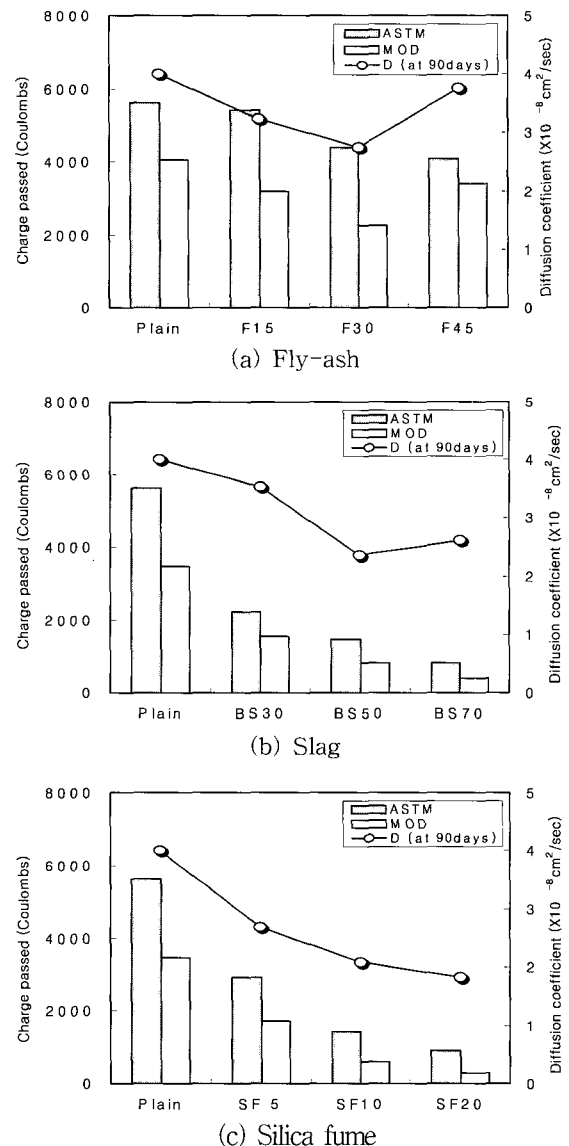 8000
6000
4000
2000
0
Charge passed (Coulombs)
ASTM
MOD
D (at 90days)
5
4
3
2
1
0
Diffusion coefficient (X10 ⁻⁸cm²/sec)
Plain F15 F30 F45
(a) Fly-ash
8000
6000
4000
2000
0
Charge passed (Coulombs)
ASTM
MOD
D (at 90days)
5
4
3
2
1
0
Diffusion coefficient (X10 ⁻⁸cm²/sec)
Plain BS30 BS50 BS70
(b) Slag
8000
6000
4000
2000
0
Charge passed (Coulombs)
ASTM
MOD
D (at 90days)
5
4
3
2
1
0
Diffusion coefficient (X10 ⁻⁸cm²/sec)
Plain SF 5 SF10 SF20
(c) Silica fume